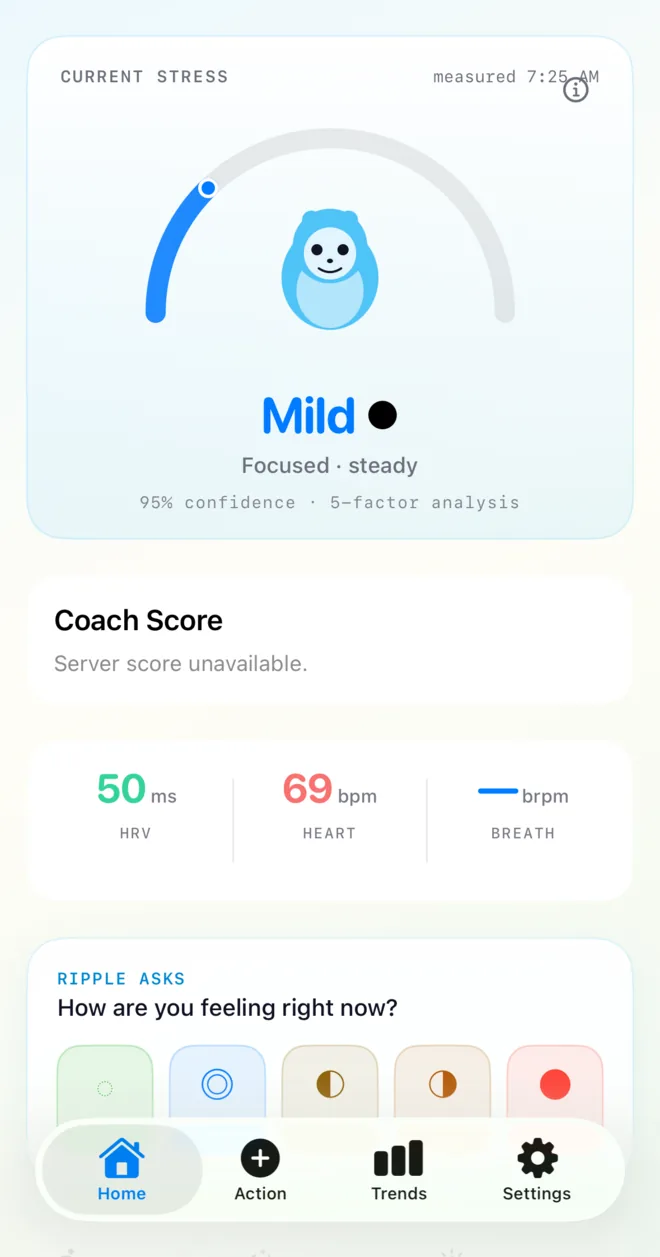 CURRENT STRESS
measured 7:25 AM
Mild
Focused · steady
95% confidence · 5-factor analysis
Coach Score
Server score unavailable.
50 ms
HRV
69 bpm
HEART
— brpm
BREATH
RIPPLE ASKS
How are you feeling right now?
Home
Action
Trends
Settings